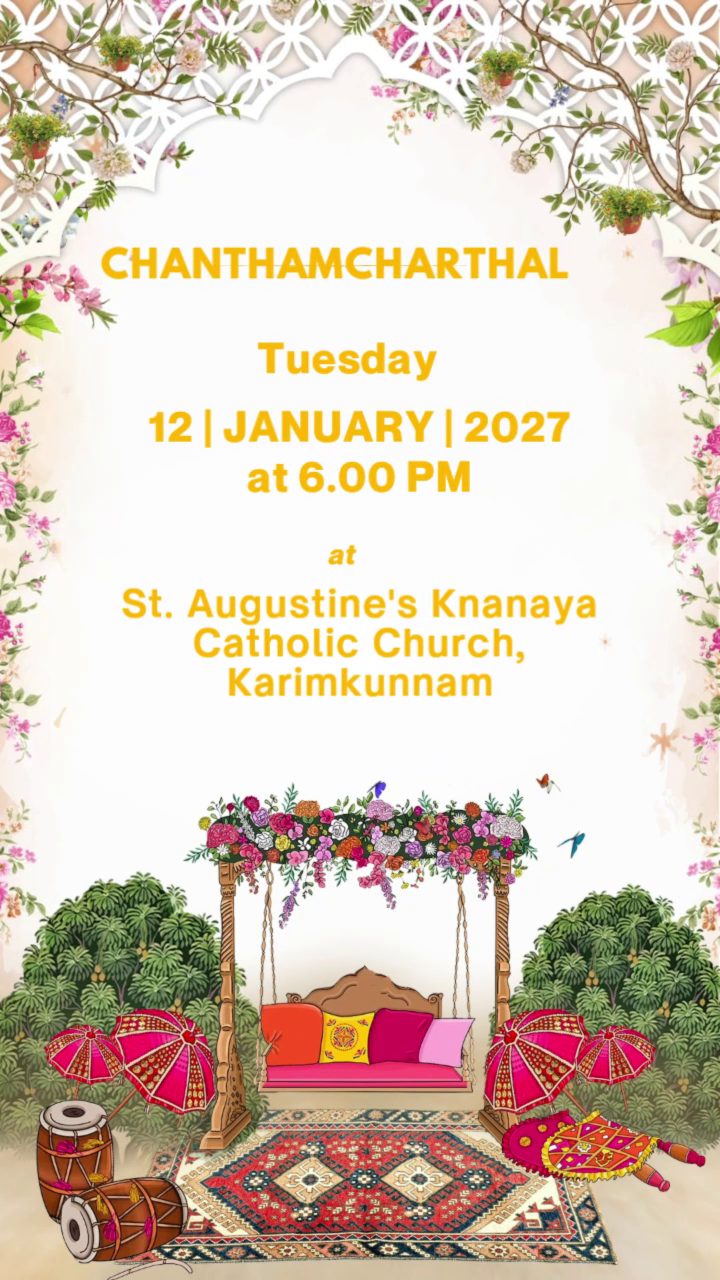 CHANTHAMCHARTHAL
Tuesday
12 | JANUARY | 2027
at 6.00 PM
at
St. Augustine's Knanaya
Catholic Church,
Karimkunnam